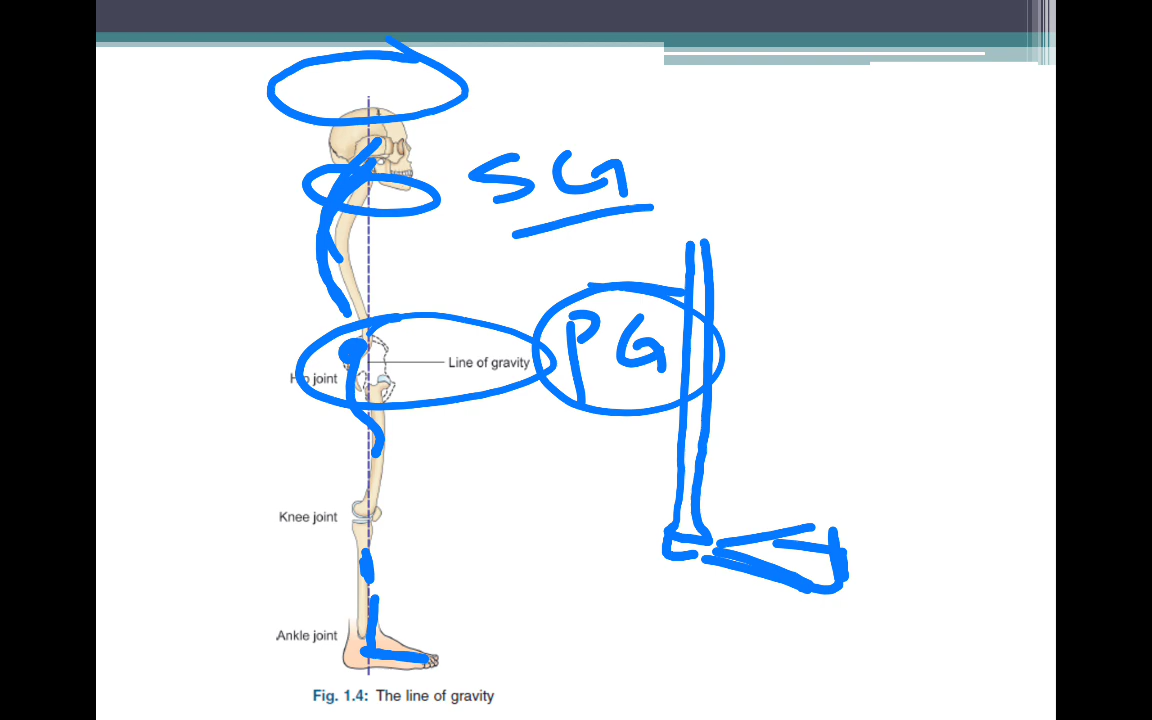 SG
PG
Line of gravity
Hip joint
Knee joint
Ankle joint
Fig. 1.4: The line of gravity